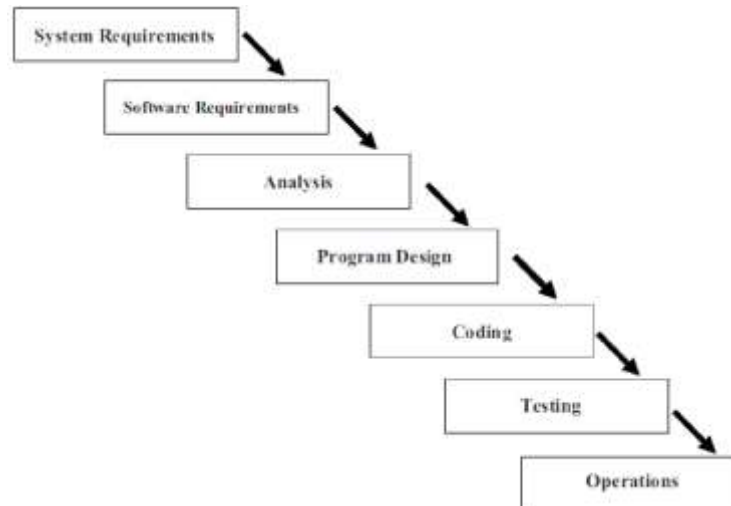 System Requirements
Software Requirements
Analysis
Program Design
Coding
Testing
Operations